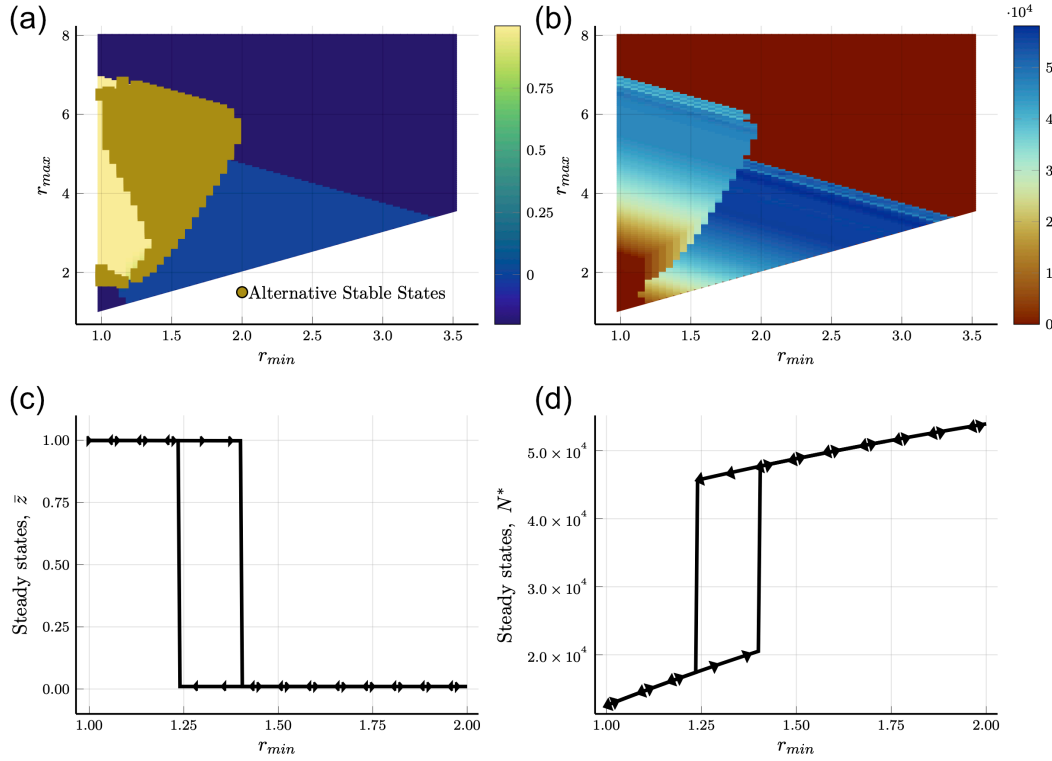 (a)
8
6
4
2
r_max
1.0 1.5 2.0 2.5 3.0 3.5
r_min
Alternative Stable States
0.75
0.5
0.25
0
(b)
8
6
4
2
r_max
1.0 1.5 2.0 2.5 3.0 3.5
r_min
·10⁴
5
4
3
2
1
0
(c)
1.00
0.75
0.50
0.25
0.00
Steady states, z̄
1.00 1.25 1.50 1.75 2.00
r_min
(d)
5.0 × 10⁴
4.0 × 10⁴
3.0 × 10⁴
2.0 × 10⁴
Steady states, N*
1.00 1.25 1.50 1.75 2.00
r_min